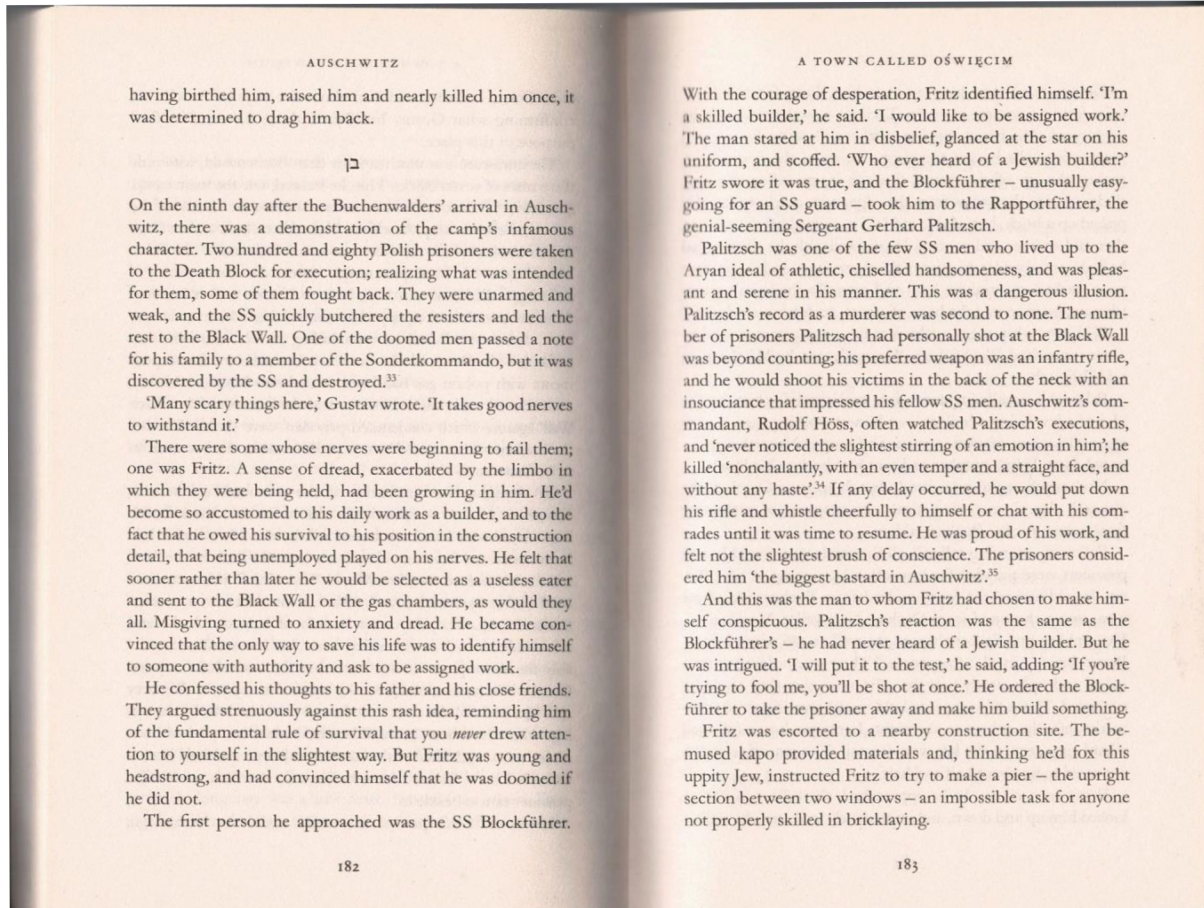 AUSCHWITZ
having birthed him, raised him and nearly killed him once, it
was determined to drag him back.
בן
On the ninth day after the Buchenwalders’ arrival in Ausch-
witz, there was a demonstration of the camp’s infamous
character. Two hundred and eighty Polish prisoners were taken
to the Death Block for execution; realizing what was intended
for them, some of them fought back. They were unarmed and
weak, and the SS quickly butchered the resisters and led the
rest to the Black Wall. One of the doomed men passed a note
for his family to a member of the Sonderkommando, but it was
discovered by the SS and destroyed.³³
‘Many scary things here,’ Gustav wrote. ‘It takes good nerves
to withstand it.’
There were some whose nerves were beginning to fail them;
one was Fritz. A sense of dread, exacerbated by the limbo in
which they were being held, had been growing in him. He’d
become so accustomed to his daily work as a builder, and to the
fact that he owed his survival to his position in the construction
detail, that being unemployed played on his nerves. He felt that
sooner rather than later he would be selected as a useless eater
and sent to the Black Wall or the gas chambers, as would they
all. Misgiving turned to anxiety and dread. He became con-
vinced that the only way to save his life was to identify himself
to someone with authority and ask to be assigned work.
He confessed his thoughts to his father and his close friends.
They argued strenuously against this rash idea, reminding him
of the fundamental rule of survival that you never drew atten-
tion to yourself in the slightest way. But Fritz was young and
headstrong, and had convinced himself that he was doomed if
he did not.
The first person he approached was the SS Blockführer.
182
A TOWN CALLED OŚWIĘCIM
With the courage of desperation, Fritz identified himself. ‘I’m
a skilled builder,’ he said. ‘I would like to be assigned work.’
The man stared at him in disbelief, glanced at the star on his
uniform, and scoffed. ‘Who ever heard of a Jewish builder?’
Fritz swore it was true, and the Blockführer – unusually easy-
going for an SS guard – took him to the Rapportführer, the
genial-seeming Sergeant Gerhard Palitzsch.
Palitzsch was one of the few SS men who lived up to the
Aryan ideal of athletic, chiselled handsomeness, and was pleas-
ant and serene in his manner. This was a dangerous illusion.
Palitzsch’s record as a murderer was second to none. The num-
ber of prisoners Palitzsch had personally shot at the Black Wall
was beyond counting; his preferred weapon was an infantry rifle,
and he would shoot his victims in the back of the neck with an
insouciance that impressed his fellow SS men. Auschwitz’s com-
mandant, Rudolf Höss, often watched Palitzsch’s executions,
and ‘never noticed the slightest stirring of an emotion in him’; he
killed ‘nonchalantly, with an even temper and a straight face, and
without any haste’.³⁴ If any delay occurred, he would put down
his rifle and whistle cheerfully to himself or chat with his com-
rades until it was time to resume. He was proud of his work, and
felt not the slightest brush of conscience. The prisoners consid-
ered him ‘the biggest bastard in Auschwitz’.³⁵
And this was the man to whom Fritz had chosen to make him-
self conspicuous. Palitzsch’s reaction was the same as the
Blockführer’s – he had never heard of a Jewish builder. But he
was intrigued. ‘I will put it to the test,’ he said, adding: ‘If you’re
trying to fool me, you’ll be shot at once.’ He ordered the Block-
führer to take the prisoner away and make him build something.
Fritz was escorted to a nearby construction site. The be-
mused kapo provided materials and, thinking he’d fox this
uppity Jew, instructed Fritz to try to make a pier – the upright
section between two windows – an impossible task for anyone
not properly skilled in bricklaying.
183